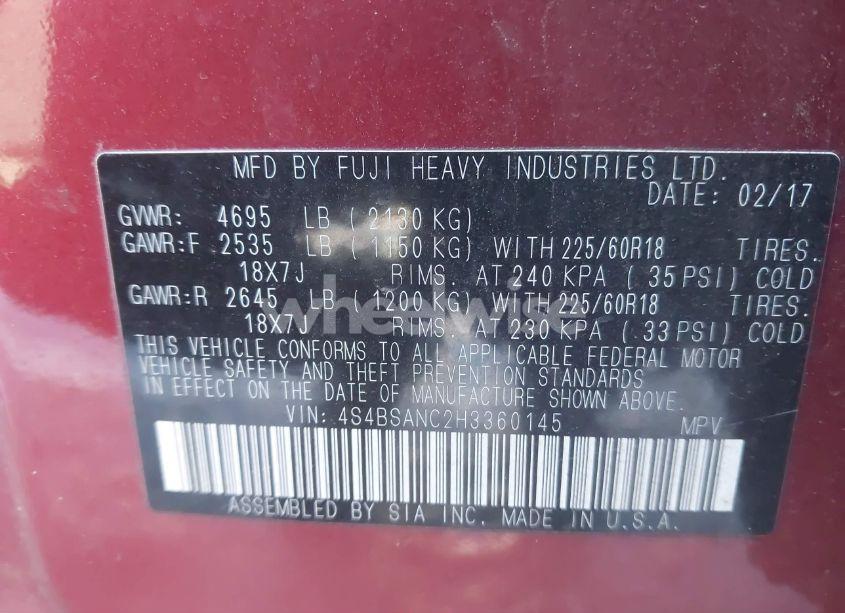 MFD BY FUJI HEAVY INDUSTRIES LTD.
DATE: 02/17
GVWR: 4695 LB ( 2130 KG)
GAWR:F 2535 LB ( 1150 KG) WITH 225/60R18 TIRES.
18X7J RIMS. AT 240 KPA ( 35 PSI) COLD
GAWR:R 2645 LB ( 1200 KG) WITH 225/60R18 TIRES.
18X7J RIMS. AT 230 KPA ( 33 PSI) COLD
THIS VEHICLE CONFORMS TO ALL APPLICABLE FEDERAL MOTOR
VEHICLE SAFETY AND THEFT PREVENTION STANDARDS
IN EFFECT ON THE DATE OF MANUFACTURE SHOWN ABOVE.
VIN: 4S4BSANC2H3360145 MPV
ASSEMBLED BY SIA INC. MADE IN U.S.A.
wheelwise